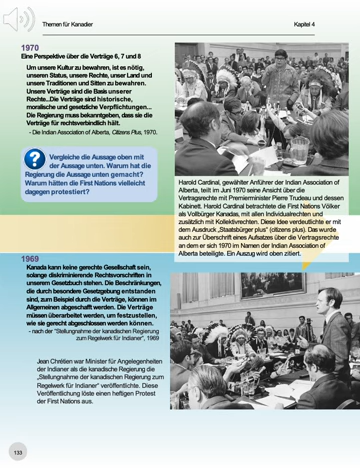 Themen für Kanadier
Kapitel 4
1970
Eine Perspektive über die Verträge 6, 7 und 8
Um unsere Kultur zu bewahren, ist es nötig,
unseren Status, unsere Rechte, unser Land und
unsere Traditionen und Sitten zu bewahren.
Unsere Verträge sind die Basis unserer
Rechte...Die Verträge sind historische,
moralische und gesetzliche Verpflichtungen...
Die Regierung muss bekanntgeben, dass sie die
Verträge für rechtsverbindlich hält.
- Die Indian Association of Alberta, Citizens Plus, 1970.
?
Vergleiche die Aussage oben mit
der Aussage unten. Warum hat die
Regierung die Aussage unten gemacht?
Warum hätten die First Nations vielleicht
dagegen protestiert?
Harold Cardinal, gewählter Anführer der Indian Association of
Alberta, teilt im Juni 1970 seine Ansicht über die
Vertragsrechte mit Premierminister Pierre Trudeau und dessen
Kabinett. Harold Cardinal betrachtete die First Nations Völker
als Vollbürger Kanadas, mit allen Individualrechten und
zusätzlich mit Kollektivrechten. Diese Idee verdeutlichte er mit
dem Ausdruck „Staatsbürger plus“ (citizens plus). Das wurde
auch zur Überschrift eines Aufsatzes über die Vertragsrechte
an dem er sich 1970 im Namen der Indian Association of
Alberta beteiligte. Ein Auszug wird oben zitiert.
1969
Kanada kann keine gerechte Gesellschaft sein,
solange diskriminierende Rechtsvorschriften in
unserem Gesetzbuch stehen. Die Beschränkungen,
die durch besondere Gesetzgebung entstanden
sind, zum Beispiel durch die Verträge, können im
Allgemeinen abgeschafft werden. Die Verträge
müssen überarbeitet werden, um festzustellen,
wie sie gerecht abgeschlossen werden können.
- nach der “Stellungnahme der kanadischen Regierung
zum Regelwerk für Indianer”, 1969
Jean Chrétien war Minister für Angelegenheiten
der Indianer als die kanadische Regierung die
„Stellungnahme der kanadischen Regierung zum
Regelwerk für Indianer“ veröffentlichte. Diese
Veröffentlichung löste einen heftigen Protest
der First Nations aus.
133